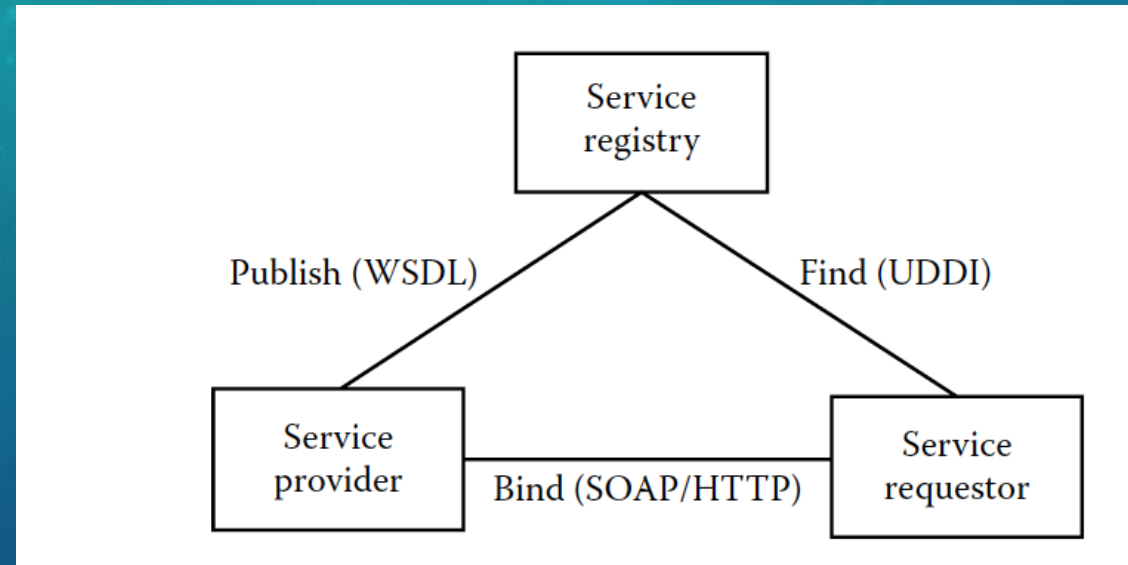 Service
registry
Publish (WSDL)
Find (UDDI)
Service
provider
Bind (SOAP/HTTP)
Service
requestor